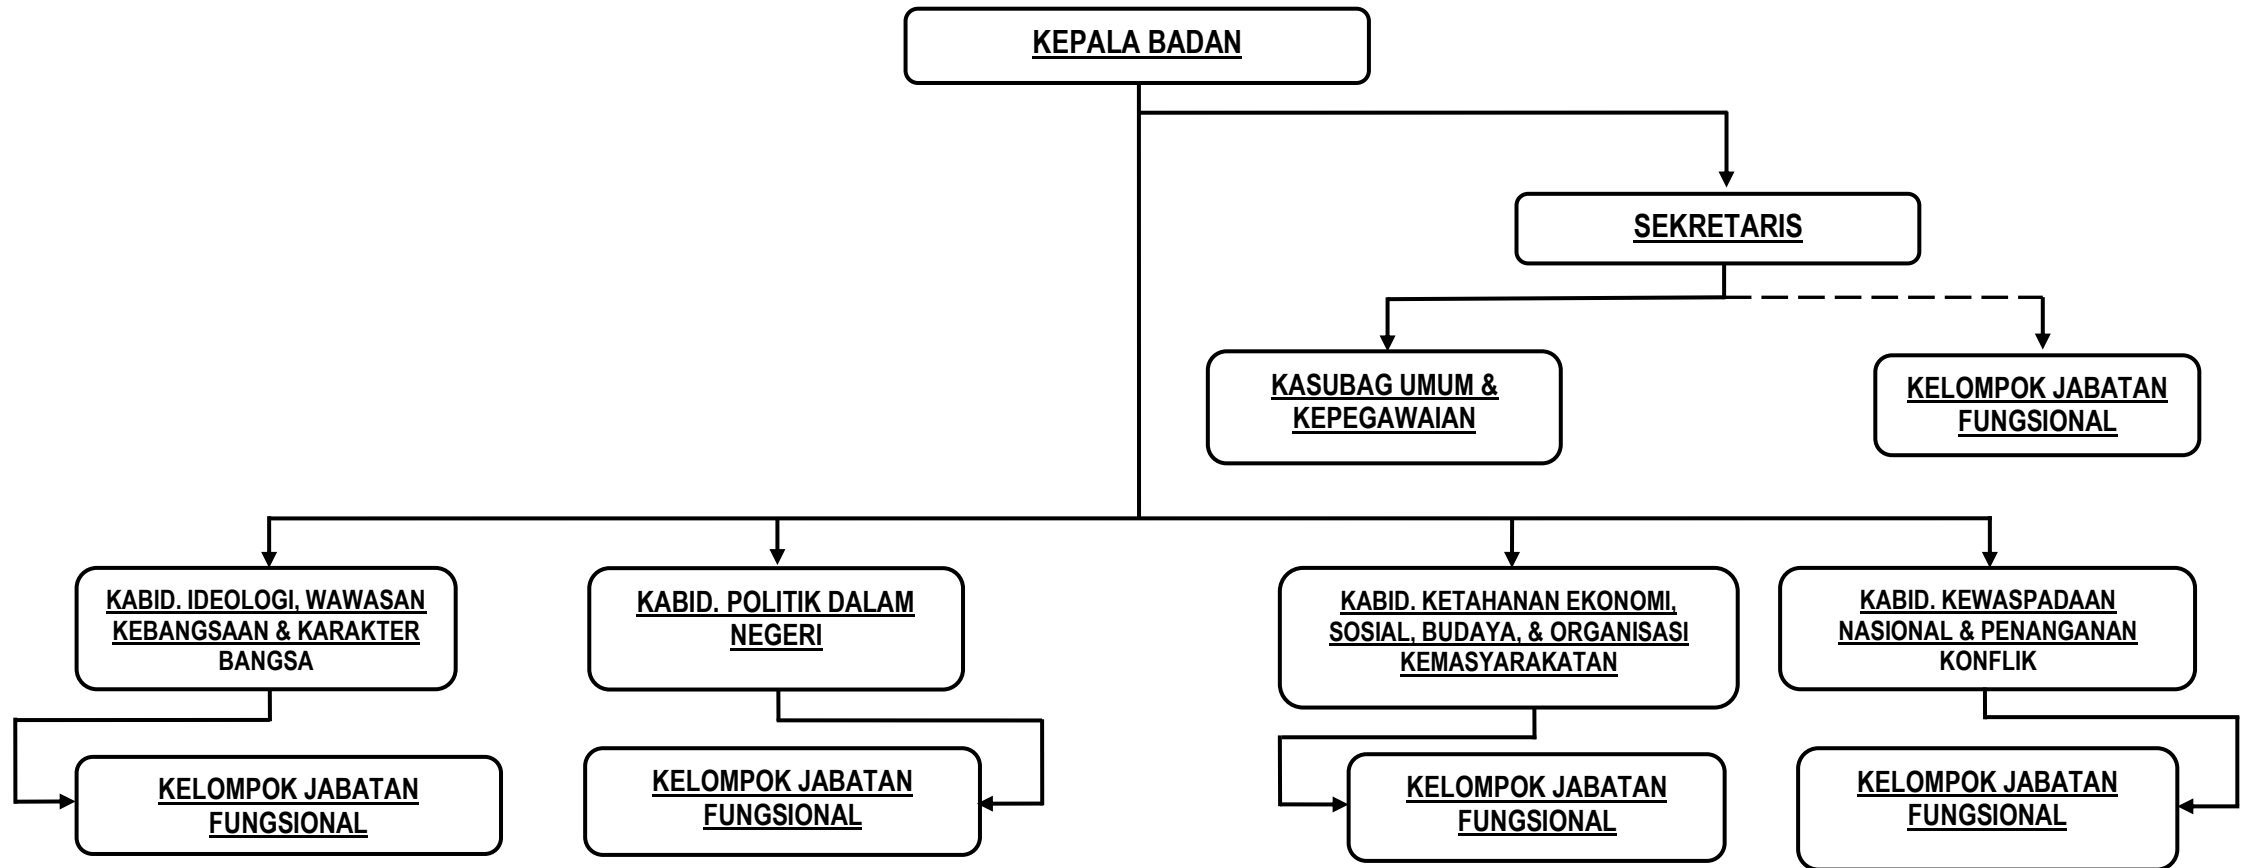 KEPALA BADAN
SEKRETARIS
KASUBAG UMUM &
KEPEGAWAIAN
KELOMPOK JABATAN
FUNGSIONAL
KABID. IDEOLOGI, WAWASAN
KEBANGSAAN & KARAKTER
BANGSA
KABID. POLITIK DALAM
NEGERI
KABID. KETAHANAN EKONOMI,
SOSIAL, BUDAYA, & ORGANISASI
KEMASYARAKATAN
KABID. KEWASPADAAN
NASIONAL & PENANGANAN
KONFLIK
KELOMPOK JABATAN
FUNGSIONAL
KELOMPOK JABATAN
FUNGSIONAL
KELOMPOK JABATAN
FUNGSIONAL
KELOMPOK JABATAN
FUNGSIONAL